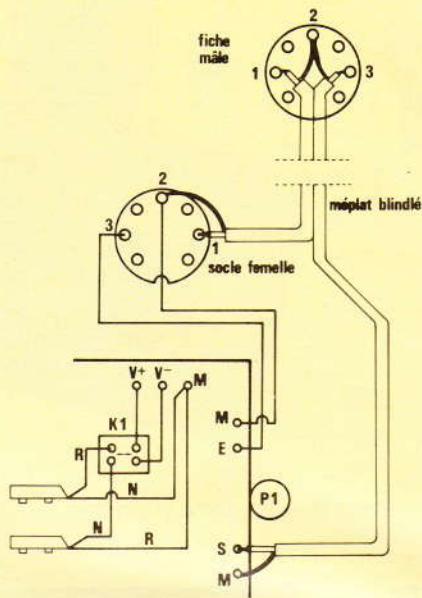 2
fiche
mâle
1
3
2
méplat blindé
3
1
socle femelle
V+ V- M
K1
M
R
E
N
P1
N
R
S
M